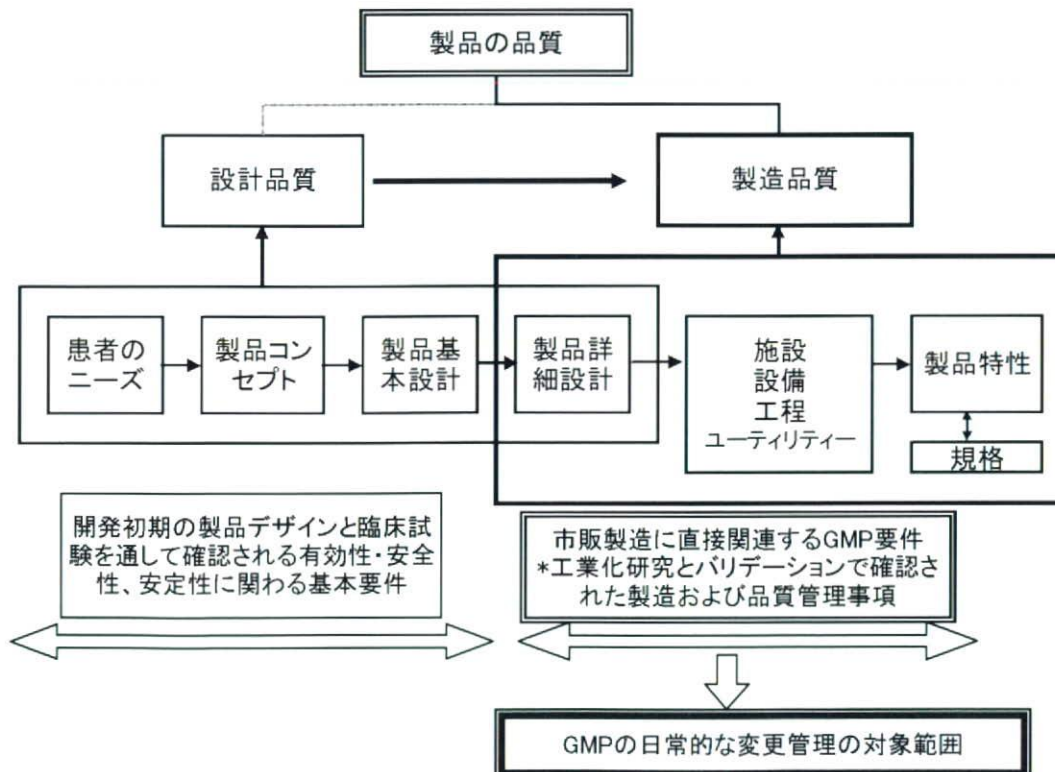 製品の品質
設計品質
製造品質
患者の
ニーズ
製品コン
セプト
製品基
本設計
製品詳
細設計
施設
設備
工程
ユーティリティー
製品特性
規格
開発初期の製品デザインと臨床試
験を通して確認される有効性・安全
性、安定性に関わる基本要件
市販製造に直接関連するGMP要件
*工業化研究とバリデーションで確認さ
れた製造および品質管理事項
GMPの日常的な変更管理の対象範囲